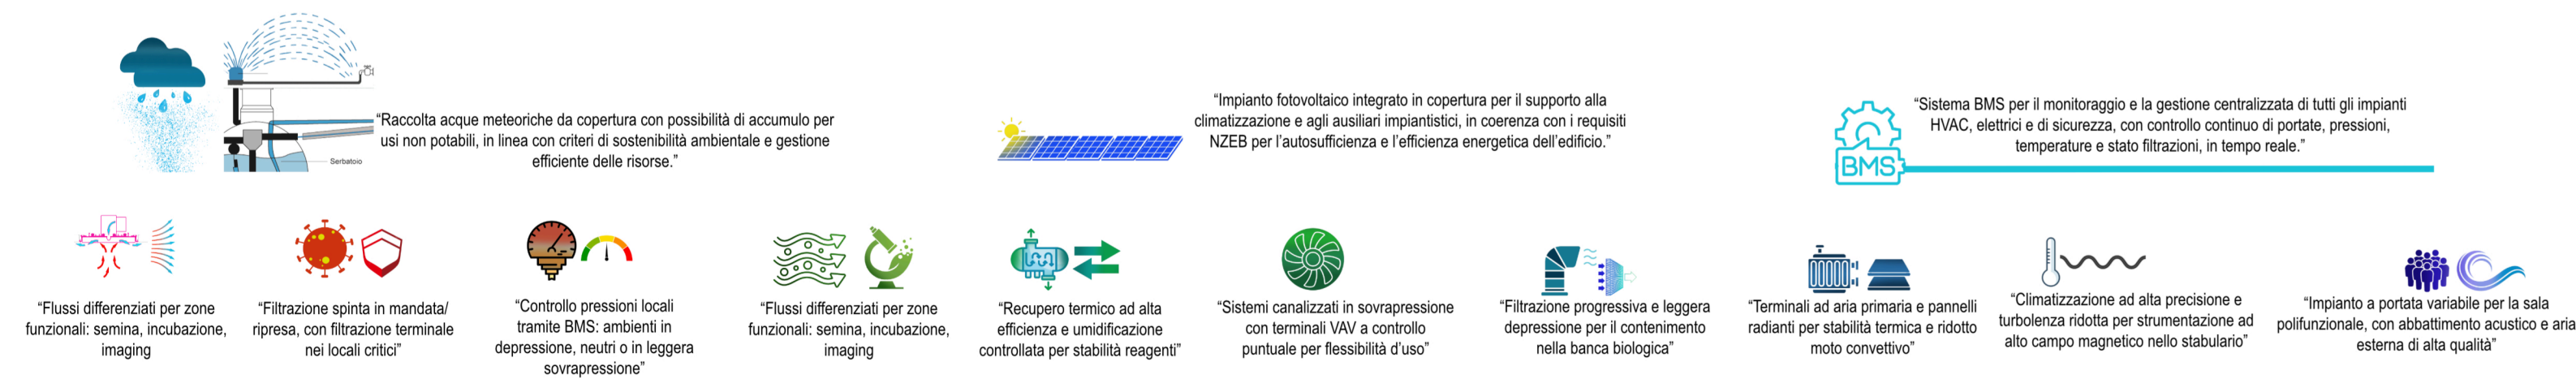 “Raccolta acque meteoriche da copertura con possibilità di accumulo per
usi non potabili, in linea con criteri di sostenibilità ambientale e gestione
efficiente delle risorse.”
Serbatoio
“Impianto fotovoltaico integrato in copertura per il supporto alla
climatizzazione e agli ausiliari impiantistici, in coerenza con i requisiti
NZEB per l’autosufficienza e l’efficienza energetica dell’edificio.”
BMS
“Sistema BMS per il monitoraggio e la gestione centralizzata di tutti gli impianti
HVAC, elettrici e di sicurezza, con controllo continuo di portate, pressioni,
temperature e stato filtrazioni, in tempo reale.”
“Flussi differenziati per zone
funzionali: semina, incubazione,
imaging
“Filtrazione spinta in mandata/
ripresa, con filtrazione terminale
nei locali critici”
“Controllo pressioni locali
tramite BMS: ambienti in
depressione, neutri o in leggera
sovrapressione”
“Flussi differenziati per zone
funzionali: semina, incubazione,
imaging
“Recupero termico ad alta
efficienza e umidificazione
controllata per stabilità reagenti”
“Sistemi canalizzati in sovrapressione
con terminali VAV a controllo
puntuale per flessibilità d’uso”
“Filtrazione progressiva e leggera
depressione per il contenimento
nella banca biologica”
“Terminali ad aria primaria e pannelli
radianti per stabilità termica e ridotto
moto convettivo”
“Climatizzazione ad alta precisione e
turbolenza ridotta per strumentazione ad
alto campo magnetico nello stabulario”
“Impianto a portata variabile per la sala
polifunzionale, con abbattimento acustico e aria
esterna di alta qualità”